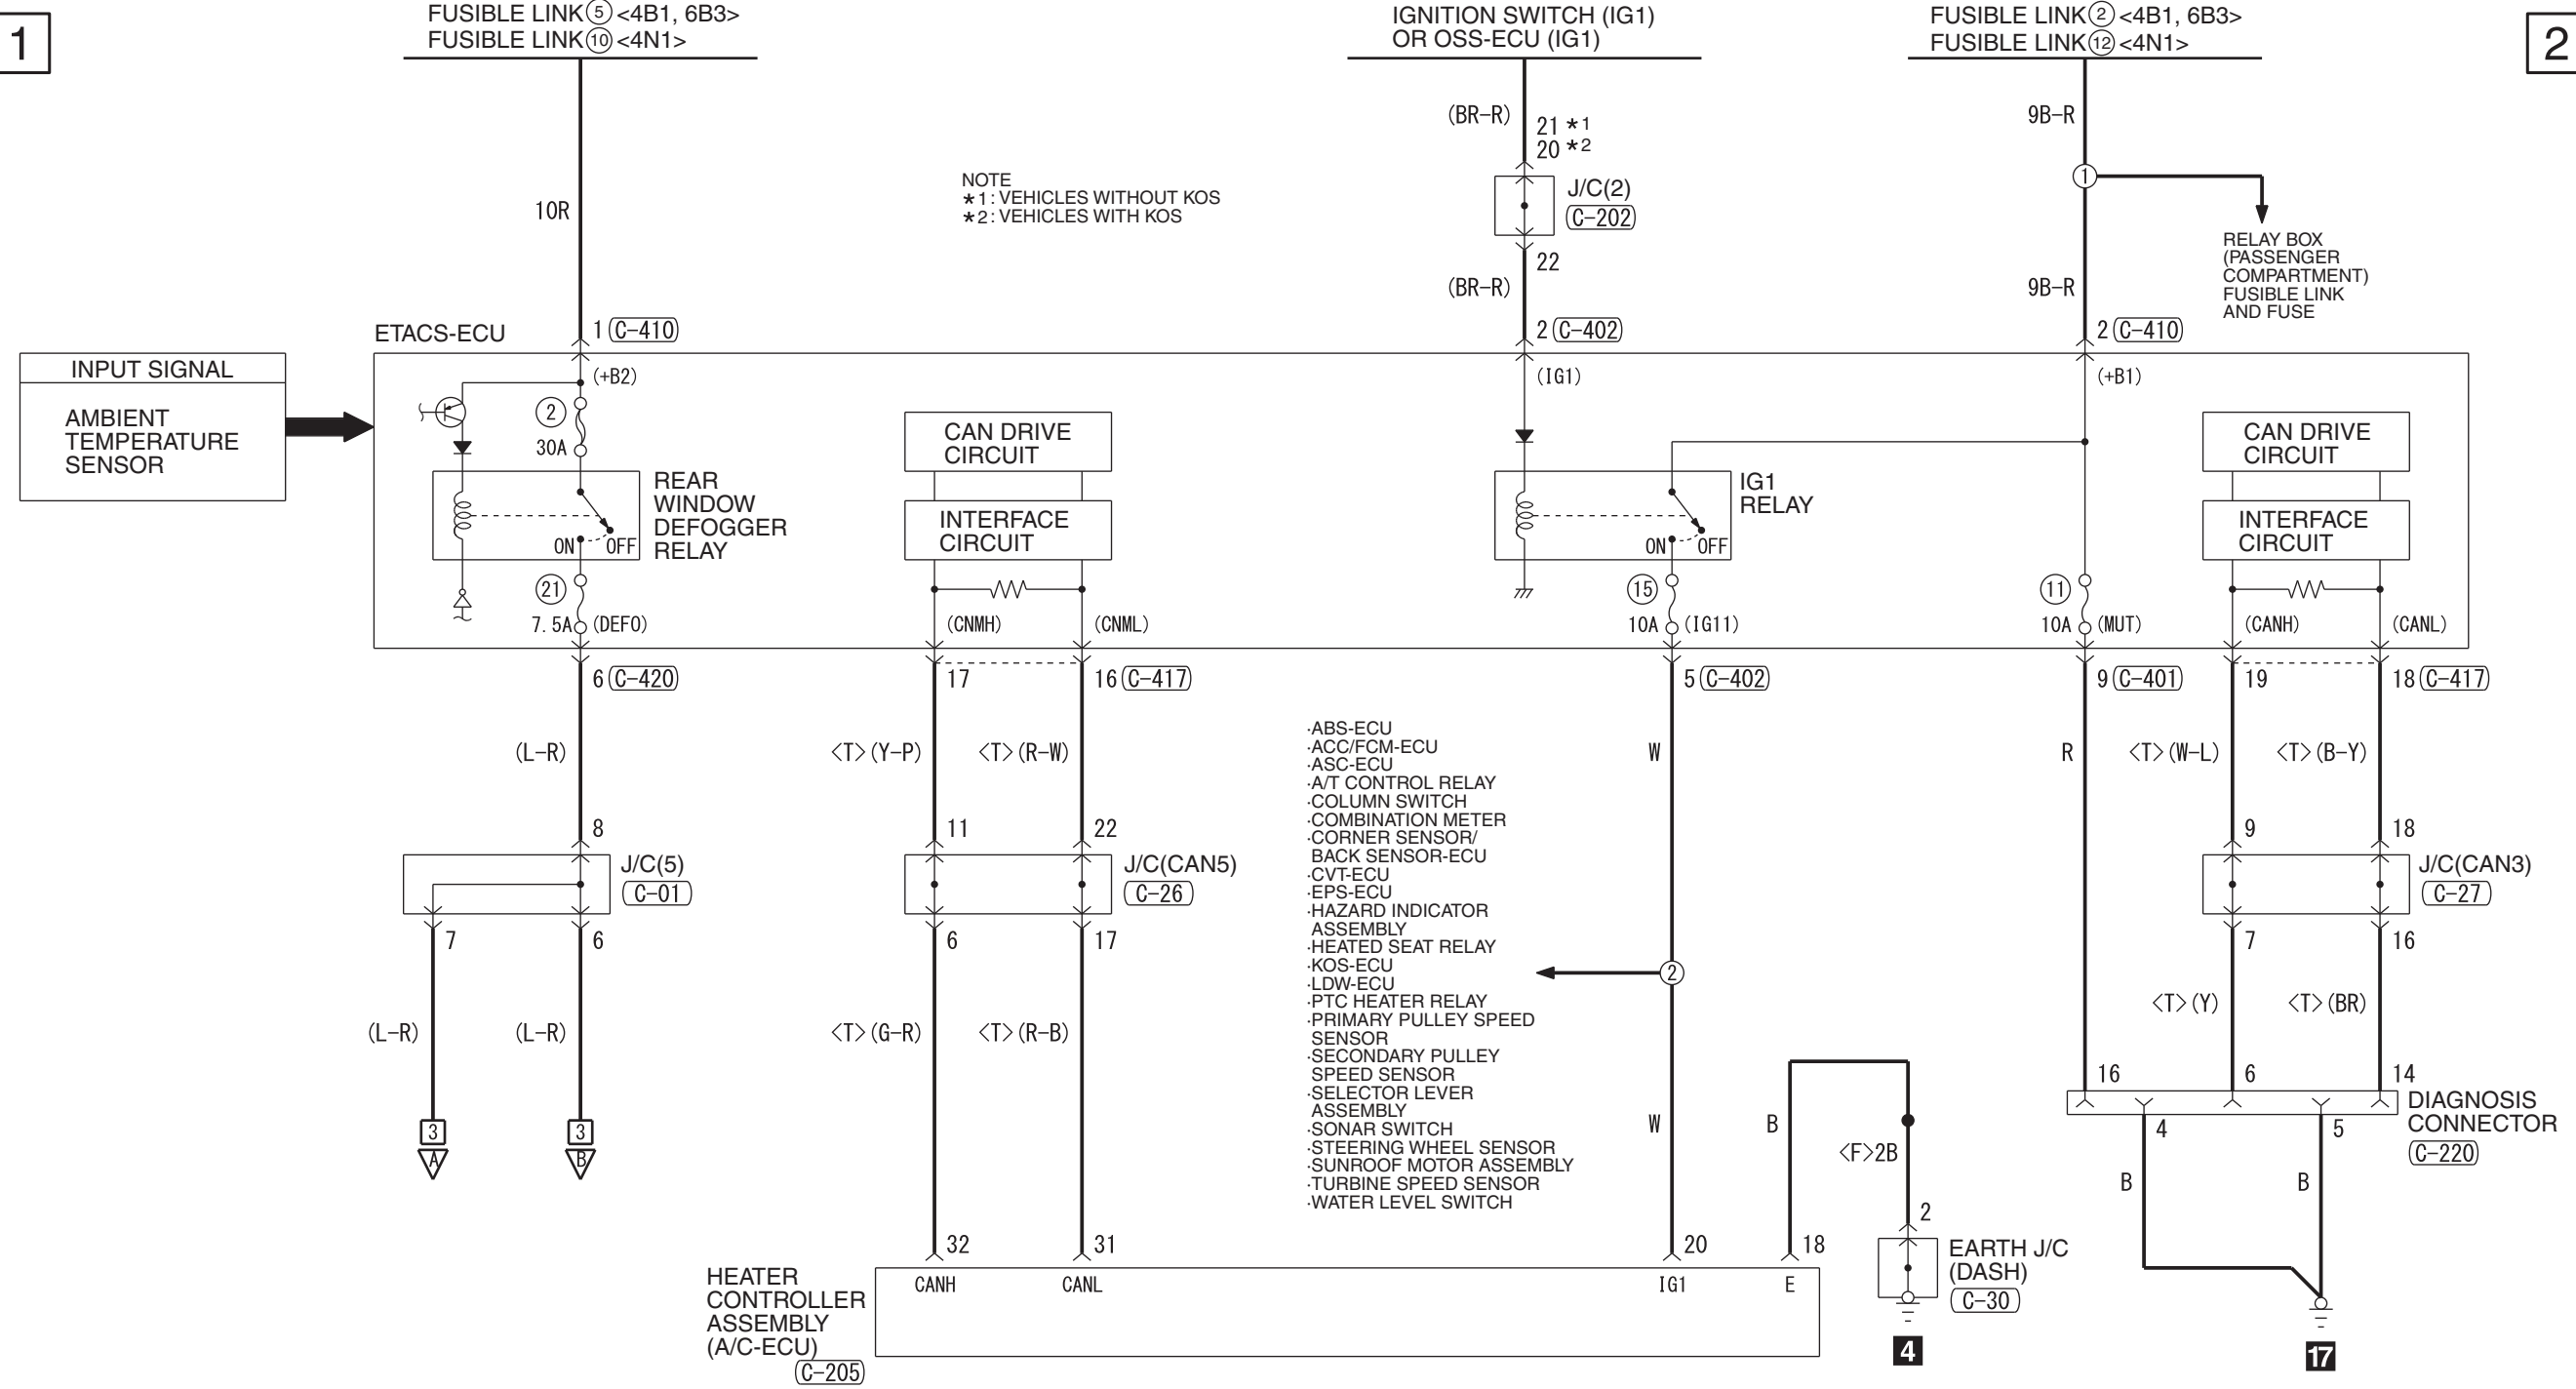 1
FUSIBLE LINK 5 <4B1, 6B3>
FUSIBLE LINK 10 <4N1>
IGNITION SWITCH (IG1)
OR OSS-ECU (IG1)
FUSIBLE LINK 2 <4B1, 6B3>
FUSIBLE LINK 12 <4N1>
2
10R
NOTE
*1: VEHICLES WITHOUT KOS
*2: VEHICLES WITH KOS
(BR-R)
21 *1
20 *2
J/C(2)
C-202
22
(BR-R)
9B-R
1
9B-R
RELAY BOX
(PASSENGER
COMPARTMENT)
FUSIBLE LINK
AND FUSE
ETACS-ECU
1 C-410
2 C-402
2 C-410
INPUT SIGNAL
AMBIENT
TEMPERATURE
SENSOR
(+B2)
2
30A
REAR
WINDOW
DEFOGGER
RELAY
ON
OFF
21
7.5A
(DEFO)
CAN DRIVE
CIRCUIT
INTERFACE
CIRCUIT
(CNMH)
(CNML)
(IG1)
IG1
RELAY
ON
OFF
15
10A
(IG11)
(+B1)
11
10A
(MUT)
CAN DRIVE
CIRCUIT
INTERFACE
CIRCUIT
(CANH)
(CANL)
6 C-420
17
16 C-417
5 C-402
9 C-401
19
18 C-417
(L-R)
<T>(Y-P)
<T>(R-W)
W
R
<T>(W-L)
<T>(B-Y)
·ABS-ECU
·ACC/FCM-ECU
·ASC-ECU
·A/T CONTROL RELAY
·COLUMN SWITCH
·COMBINATION METER
·CORNER SENSOR/
BACK SENSOR-ECU
·CVT-ECU
·EPS-ECU
·HAZARD INDICATOR
ASSEMBLY
·HEATED SEAT RELAY
·KOS-ECU
·LDW-ECU
·PTC HEATER RELAY
·PRIMARY PULLEY SPEED
SENSOR
·SECONDARY PULLEY
SPEED SENSOR
·SELECTOR LEVER
ASSEMBLY
·SONAR SWITCH
·STEERING WHEEL SENSOR
·SUNROOF MOTOR ASSEMBLY
·TURBINE SPEED SENSOR
·WATER LEVEL SWITCH
8
J/C(5)
C-01
7
6
11
22
J/C(CAN5)
C-26
6
17
2
9
18
J/C(CAN3)
C-27
7
16
(L-R)
(L-R)
<T>(G-R)
<T>(R-B)
W
B
<F>2B
<T>(Y)
<T>(BR)
3
A
3
B
16
6
14
DIAGNOSIS
CONNECTOR
C-220
4
5
B
B
32
31
20
18
2
EARTH J/C
(DASH)
C-30
HEATER
CONTROLLER
ASSEMBLY
(A/C-ECU)
C-205
CANH
CANL
IG1
E
4
17